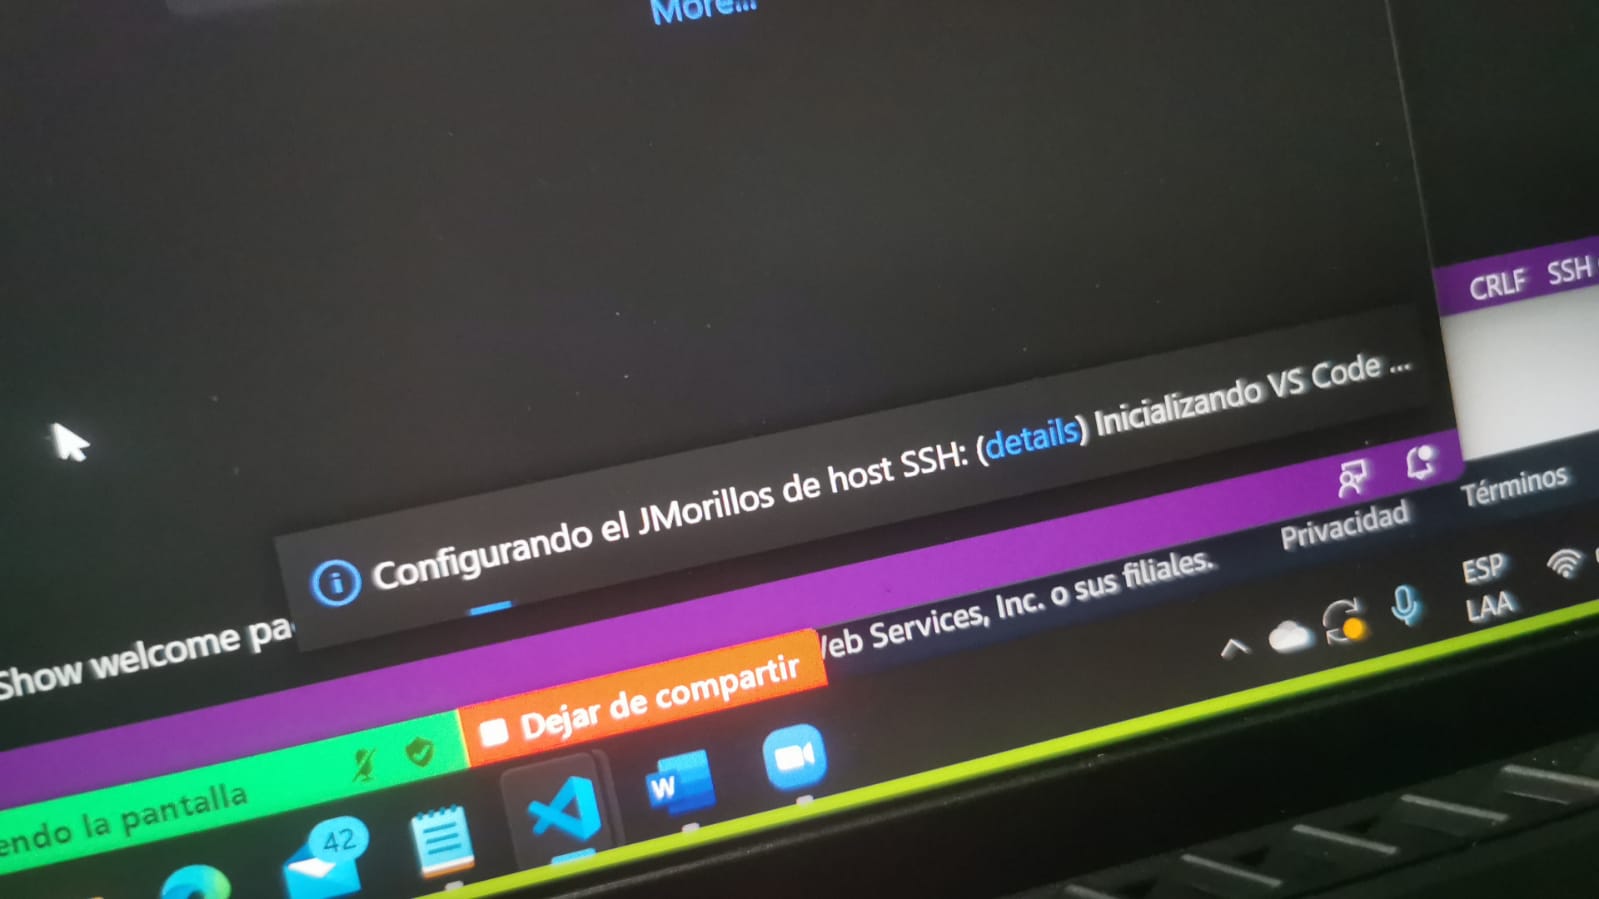 More...
CRLF SSH
Configurando el JMorillos de host SSH: (details) Inicializando VS Code ...
Show welcome pa
Términos
Privacidad
Web Services, Inc. o sus filiales.
Dejar de compartir
endo la pantalla
ESP
LAA
42
W